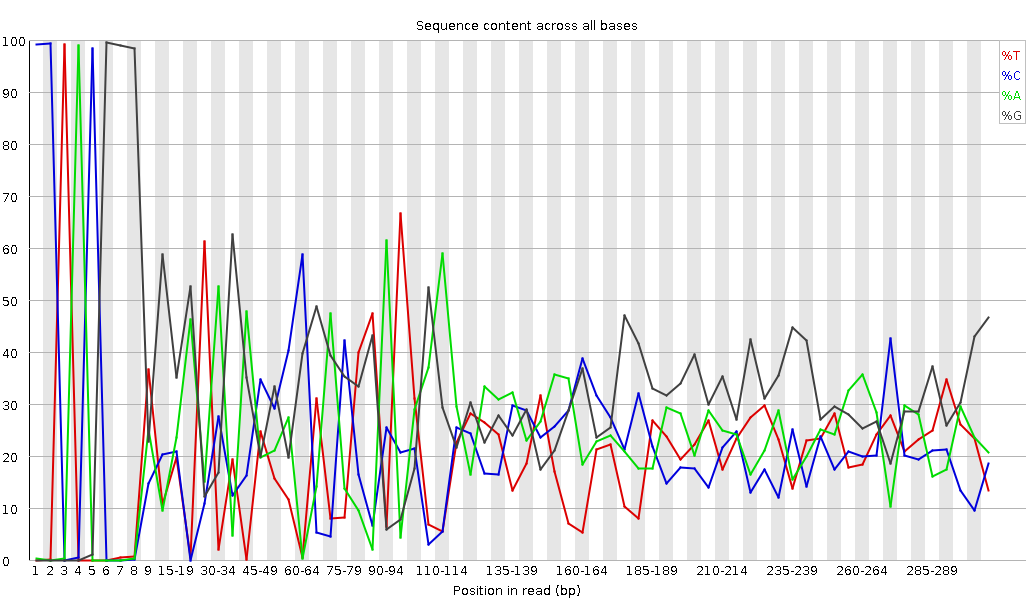 Sequence content across all bases
100
90
80
70
60
50
40
30
20
10
0
%T
%C
%A
%G
1 2 3 4 5 6 7 8 9 15-19 30-34 45-49 60-64 75-79 90-94 110-114 135-139 160-164 185-189 210-214 235-239 260-264 285-289
Position in read (bp)